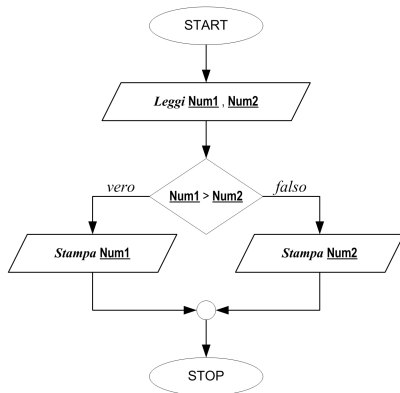 START
Leggi Num1 , Num2
vero
falso
Num1 > Num2
Stampa Num1
Stampa Num2
STOP